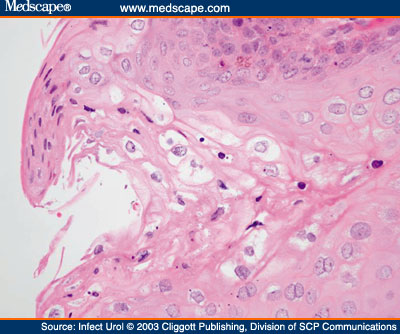 Medscape® www.medscape.com
Source: Infect Urol © 2003 Cliggott Publishing, Division of SCP Communications